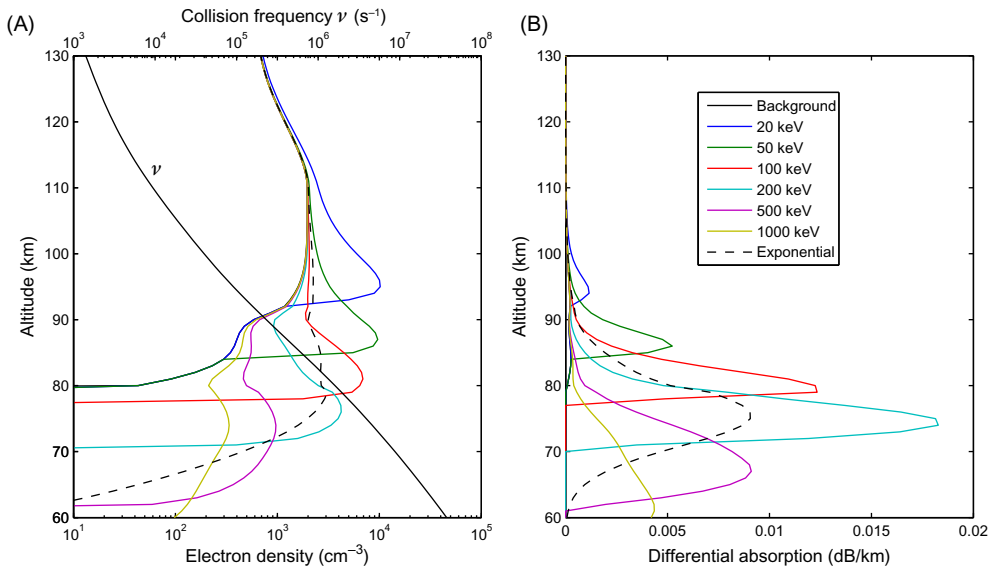 (A)
Collision frequency ν (s⁻¹)
10³ 10⁴ 10⁵ 10⁶ 10⁷ 10⁸
130
120
110
100
90
80
70
60
Altitude (km)
ν
10¹ 10² 10³ 10⁴ 10⁵
Electron density (cm⁻³)
(B)
130
120
110
100
90
80
70
60
Altitude (km)
Background
20 keV
50 keV
100 keV
200 keV
500 keV
1000 keV
Exponential
0 0.005 0.01 0.015 0.02
Differential absorption (dB/km)